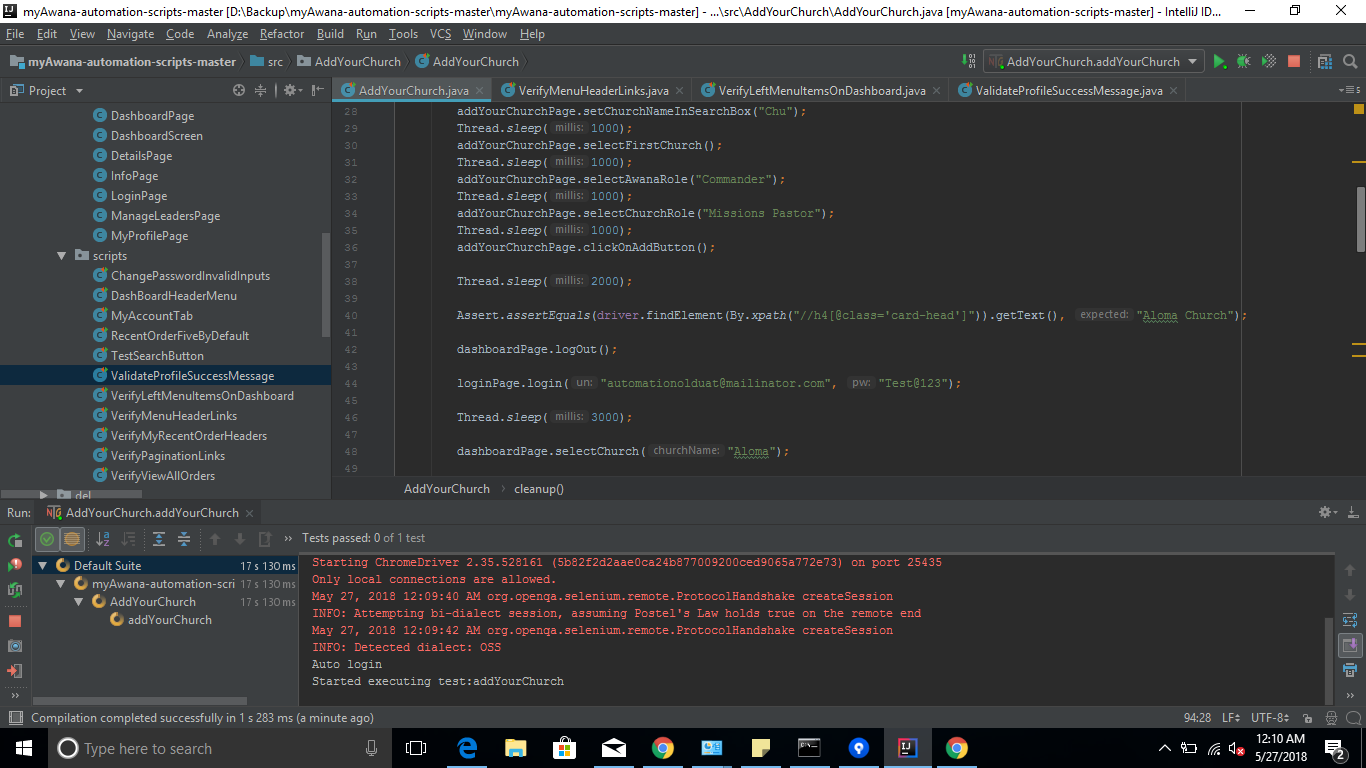 myAwana-automation-scripts-master [D:\Backup\myAwana-automation-scripts-master\myAwana-automation-scripts-master] - ...\src\AddYourChurch\AddYourChurch.java [myAwana-automation-scripts-master] - IntelliJ ID...
File Edit View Navigate Code Analyze Refactor Build Run Tools VCS Window Help
myAwana-automation-scripts-master src AddYourChurch AddYourChurch AddYourChurch.addYourChurch
Project AddYourChurch.java VerifyMenuHeaderLinks.java VerifyLeftMenuItemsOnDashboard.java ValidateProfileSuccessMessage.java
DashboardPage
DashboardScreen
DetailsPage
InfoPage
LoginPage
ManageLeadersPage
MyProfilePage
scripts
ChangePasswordInvalidInputs
DashBoardHeaderMenu
MyAccountTab
RecentOrderFiveByDefault
TestSearchButton
ValidateProfileSuccessMessage
VerifyLeftMenuItemsOnDashboard
VerifyMenuHeaderLinks
VerifyMyRecentOrderHeaders
VerifyPaginationLinks
VerifyViewAllOrders
del
28 addYourChurchPage.setChurchNameInSearchBox("Chu");
29 Thread.sleep( millis: 1000);
30 addYourChurchPage.selectFirstChurch();
31 Thread.sleep( millis: 1000);
32 addYourChurchPage.selectAwanaRole("Commander");
33 Thread.sleep( millis: 1000);
34 addYourChurchPage.selectChurchRole("Missions Pastor");
35 Thread.sleep( millis: 1000);
36 addYourChurchPage.clickOnAddButton();
37
38 Thread.sleep( millis: 2000);
39
40 Assert.assertEquals(driver.findElement(By.xpath("//h4[@class='card-head']")).getText(), expected: "Aloma Church");
41
42 dashboardPage.logOut();
43
44 loginPage.login( un: "automationolduat@mailinator.com", pw: "Test@123");
45
46 Thread.sleep( millis: 3000);
47
48 dashboardPage.selectChurch( churchName: "Aloma");
49
AddYourChurch cleanup()
Run: AddYourChurch.addYourChurch
Tests passed: 0 of 1 test
Default Suite 17 s 130 ms
myAwana-automation-scri 17 s 130 ms
AddYourChurch 17 s 130 ms
addYourChurch
Starting ChromeDriver 2.35.528161 (5b82f2d2aae0ca24b877009200ced9065a772e73) on port 25435
Only local connections are allowed.
May 27, 2018 12:09:40 AM org.openqa.selenium.remote.ProtocolHandshake createSession
INFO: Attempting bi-dialect session, assuming Postel's Law holds true on the remote end
May 27, 2018 12:09:42 AM org.openqa.selenium.remote.ProtocolHandshake createSession
INFO: Detected dialect: OSS
Auto login
Started executing test:addYourChurch
Compilation completed successfully in 1 s 283 ms (a minute ago) 94:28 LF UTF-8
Type here to search
12:10 AM
5/27/2018
2